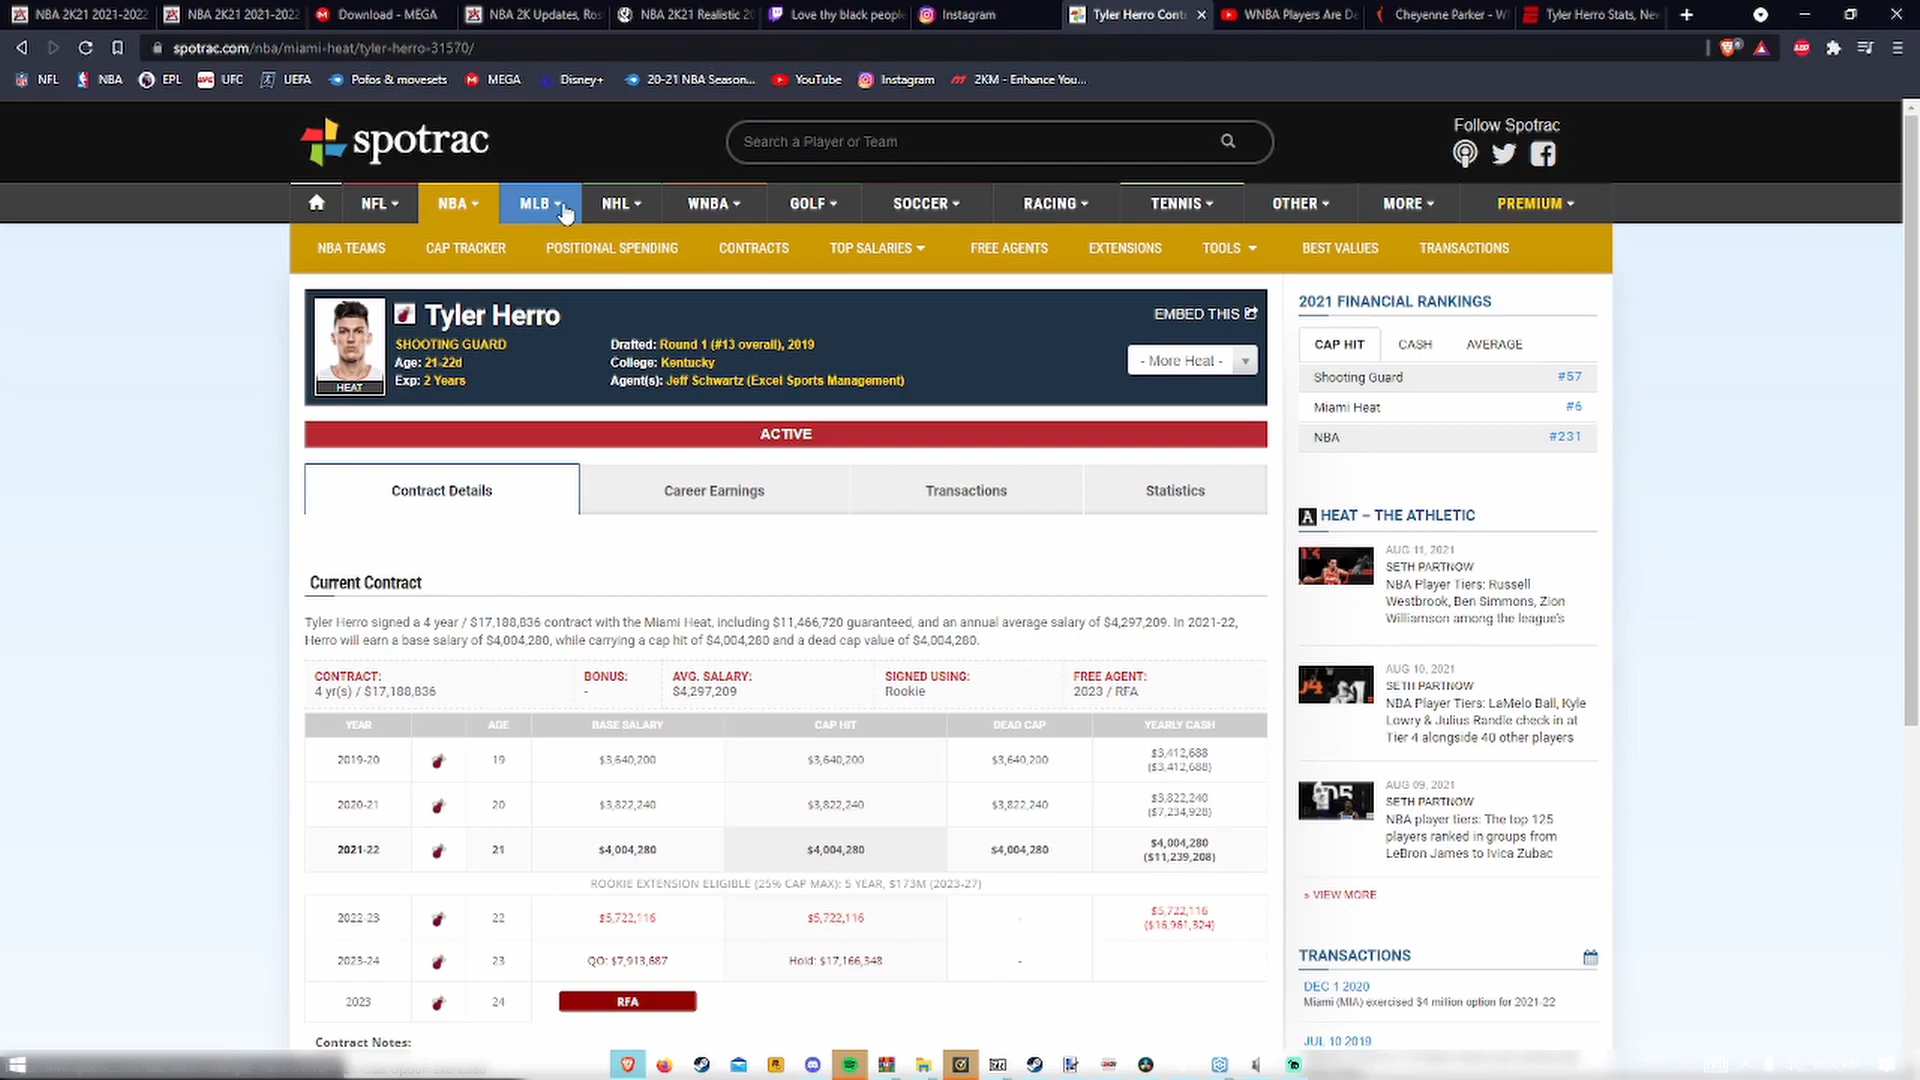 NBA 2K21 2021-2022
NBA 2K21 2021-2022
Download - MEGA
NBA 2K Updates, Ros
NBA 2K21 Realistic 20
Love thy black people
Instagram
Tyler Herro Cont
WNBA Players Are De
Cheyenne Parker - W
Tyler Herro Stats, Nev
spotrac.com/nba/miami-heat/tyler-herro-31570/
NFL
NBA
EPL
UFC
UEFA
Pofos & movesets
MEGA
Disney+
20-21 NBA Season...
YouTube
Instagram
2KM - Enhance You...
spotrac
Search a Player or Team
Follow Spotrac
NFL
NBA
MLB
NHL
WNBA
GOLF
SOCCER
RACING
TENNIS
OTHER
MORE
PREMIUM
NBA TEAMS
CAP TRACKER
POSITIONAL SPENDING
CONTRACTS
TOP SALARIES
FREE AGENTS
EXTENSIONS
TOOLS
BEST VALUES
TRANSACTIONS
Tyler Herro
SHOOTING GUARD
Age: 21-22d
Exp: 2 Years
HEAT
Drafted: Round 1 (#13 overall), 2019
College: Kentucky
Agent(s): Jeff Schwartz (Excel Sports Management)
EMBED THIS
- More Heat -
ACTIVE
Contract Details
Career Earnings
Transactions
Statistics
Current Contract
Tyler Herro signed a 4 year / $17,188,836 contract with the Miami Heat, including $11,466,720 guaranteed, and an annual average salary of $4,297,209. In 2021-22,
Herro will earn a base salary of $4,004,280, while carrying a cap hit of $4,004,280 and a dead cap value of $4,004,280.
CONTRACT: BONUS: AVG. SALARY: SIGNED USING: FREE AGENT:
4 yr(s) / $17,188,836 - $4,297,209 Rookie 2023 / RFA
YEAR AGE BASE SALARY CAP HIT DEAD CAP YEARLY CASH
2019-20 19 $3,640,200 $3,640,200 $3,640,200 $3,412,688
($3,412,688)
2020-21 20 $3,822,240 $3,822,240 $3,822,240 $3,822,240
($7,234,928)
2021-22 21 $4,004,280 $4,004,280 $4,004,280 $4,004,280
($11,239,208)
ROOKIE EXTENSION ELIGIBLE (25% CAP MAX): 5 YEAR, $173M (2023-27)
2022-23 22 $5,722,116 $5,722,116 - $5,722,116
($16,961,324)
2023-24 23 QO: $7,913,687 Hold: $17,166,348 -
2023 24 RFA
Contract Notes:
2021 FINANCIAL RANKINGS
CAP HIT
CASH
AVERAGE
Shooting Guard #57
Miami Heat #6
NBA #231
A HEAT – THE ATHLETIC
AUG 11, 2021
SETH PARTNOW
NBA Player Tiers: Russell
Westbrook, Ben Simmons, Zion
Williamson among the league's
AUG 10, 2021
SETH PARTNOW
NBA Player Tiers: LaMelo Ball, Kyle
Lowry & Julius Randle check in at
Tier 4 alongside 40 other players
AUG 09, 2021
SETH PARTNOW
NBA player tiers: The top 125
players ranked in groups from
LeBron James to Ivica Zubac
» VIEW MORE
TRANSACTIONS
DEC 1 2020
Miami (MIA) exercised $4 million option for 2021-22
JUL 10 2019